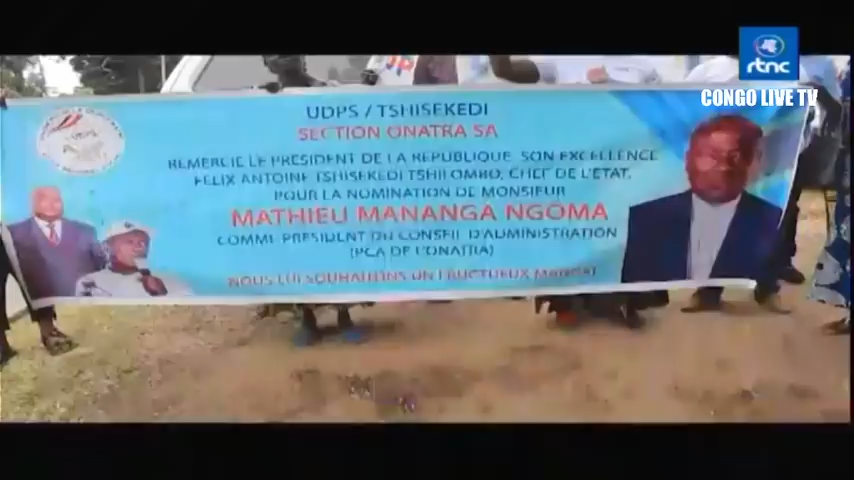 rtnc
CONGO LIVE TV
UDPS / TSHISEKEDI
SECTION ONATRA SA
REMERCIE LE PRESIDENT DE LA REPUBLIQUE, SON EXCELLENCE
FELIX ANTOINE TSHISEKEDI TSHILOMBO, CHEF DE L'ETAT,
POUR LA NOMINATION DE MONSIEUR
MATHIEU MANANGA NGOMA
COMME PRESIDENT DU CONSEIL D'ADMINISTRATION
(PCA DE L'ONATRA)
NOUS LUI SOUHAITONS UN FRUCTUEUX MANDAT